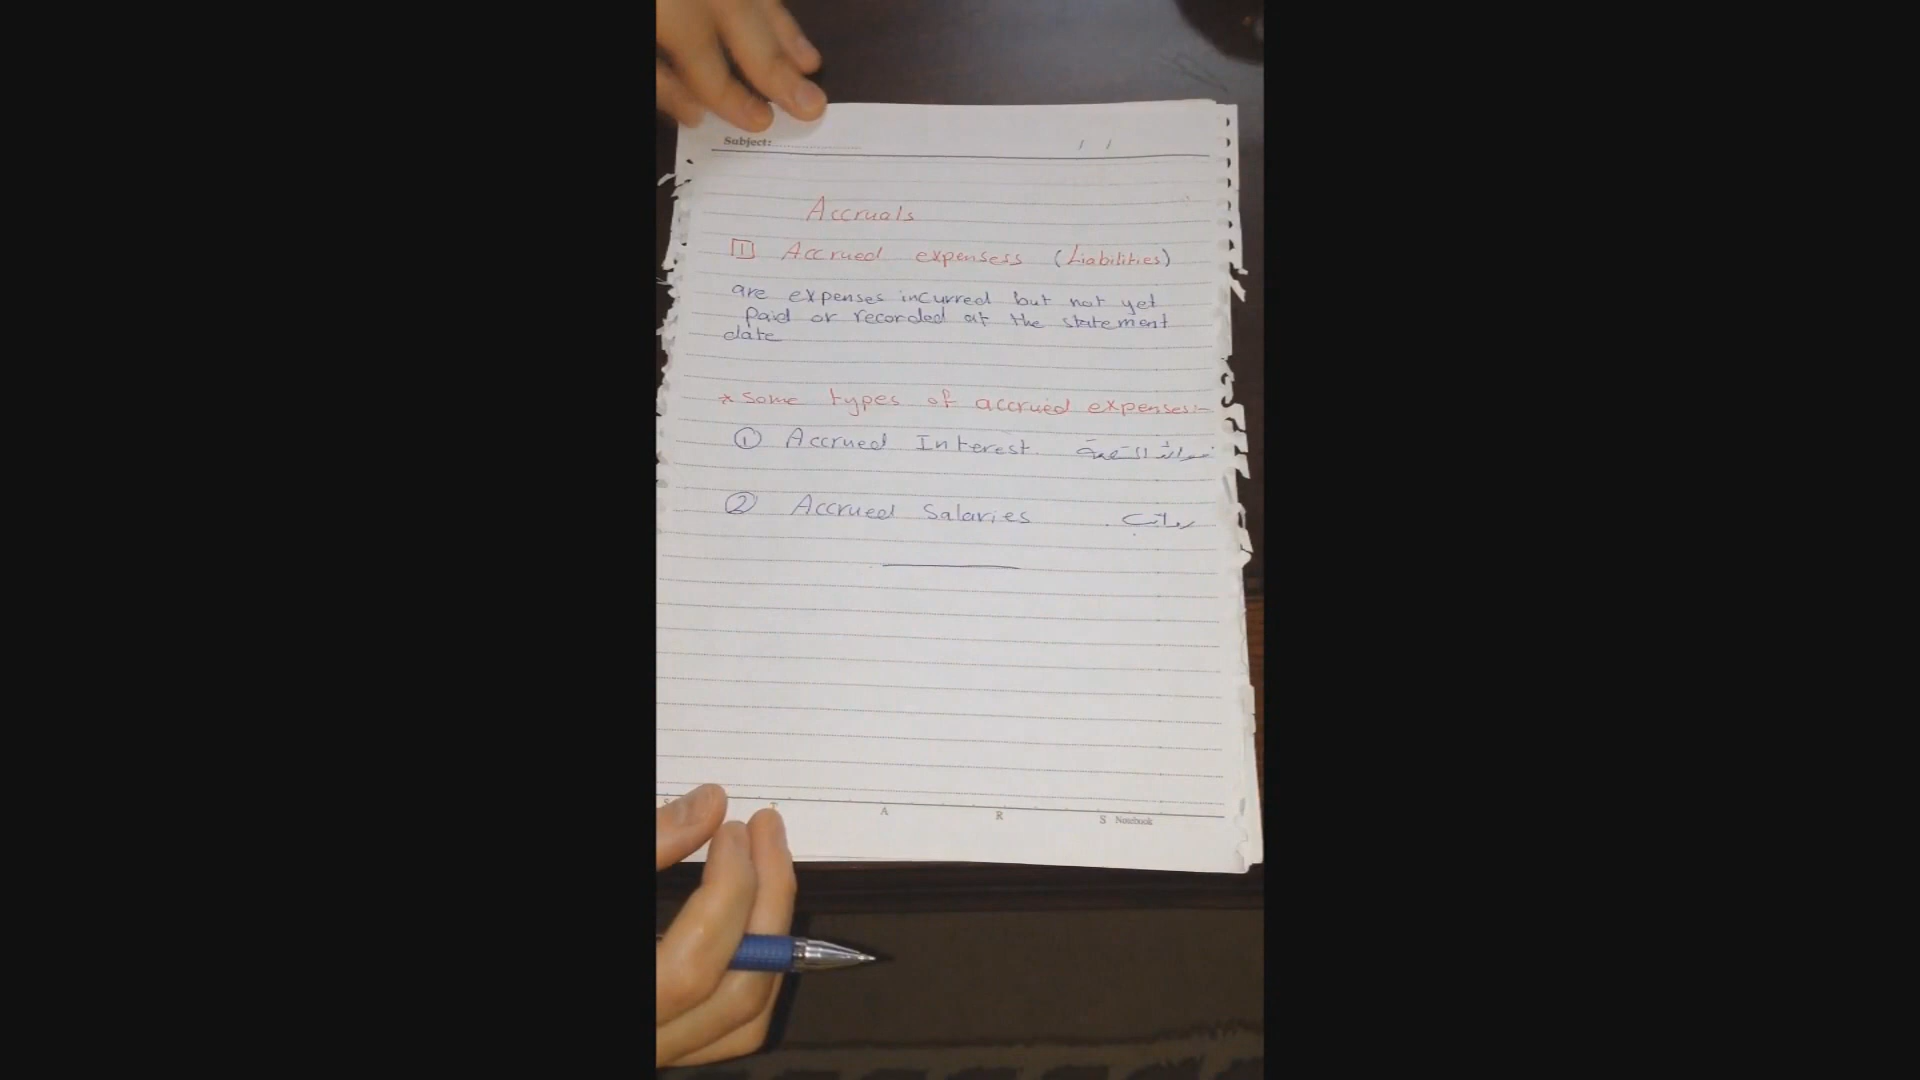 Subject:
/ /
Accruals
1 Accrued expensess (Liabilities)
are expenses incurred but not yet
Paid or recorded at the statement
date
* Some types of accrued expenses:-
① Accrued Interest
② Accrued Salaries رواتب
S T A R S Notebook